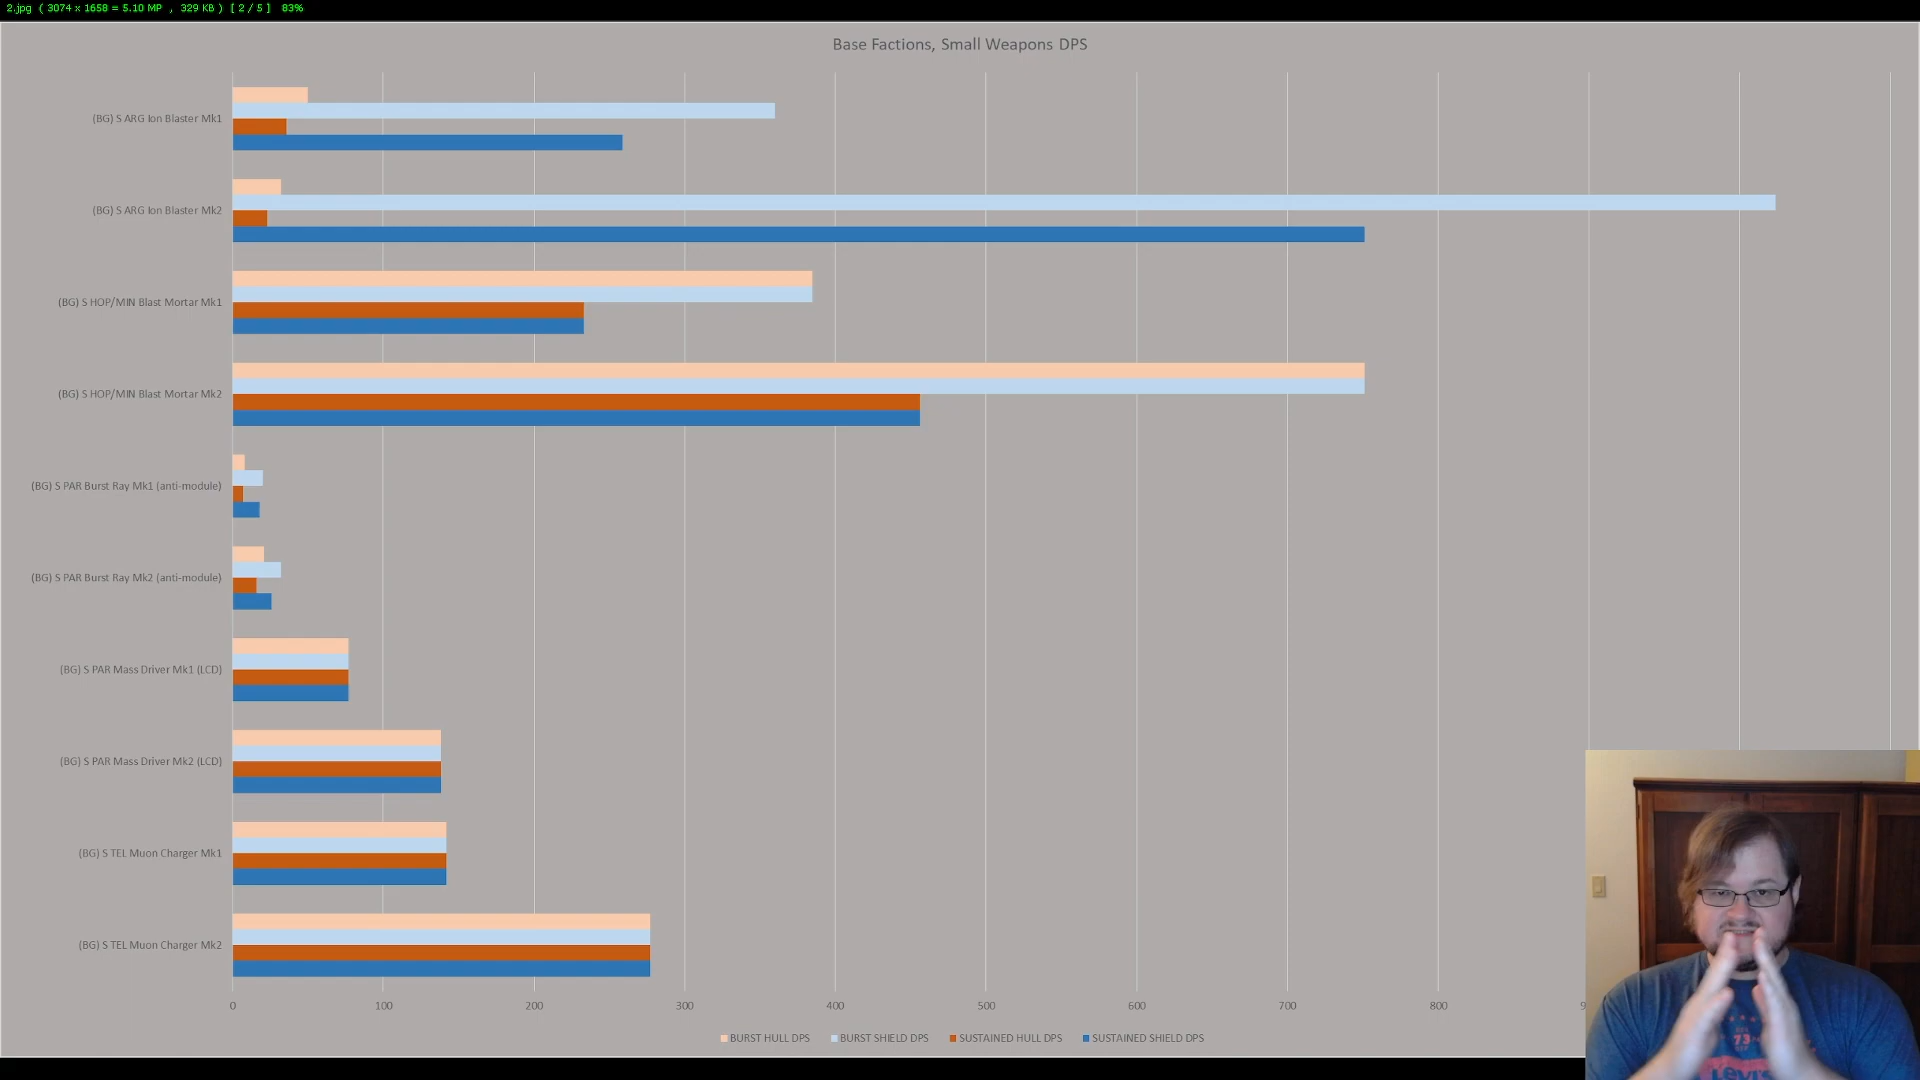 2.jpg ( 3074 x 1658 = 5.10 MP , 329 KB ) [ 2 / 5 ] 83%
Base Factions, Small Weapons DPS
(BG) S ARG Ion Blaster Mk1
(BG) S ARG Ion Blaster Mk2
(BG) S HOP/MIN Blast Mortar Mk1
(BG) S HOP/MIN Blast Mortar Mk2
(BG) S PAR Burst Ray Mk1 (anti-module)
(BG) S PAR Burst Ray Mk2 (anti-module)
(BG) S PAR Mass Driver Mk1 (LCD)
(BG) S PAR Mass Driver Mk2 (LCD)
(BG) S TEL Muon Charger Mk1
(BG) S TEL Muon Charger Mk2
0 100 200 300 400 500 600 700 800
BURST HULL DPS BURST SHIELD DPS SUSTAINED HULL DPS SUSTAINED SHIELD DPS
73
Levi's